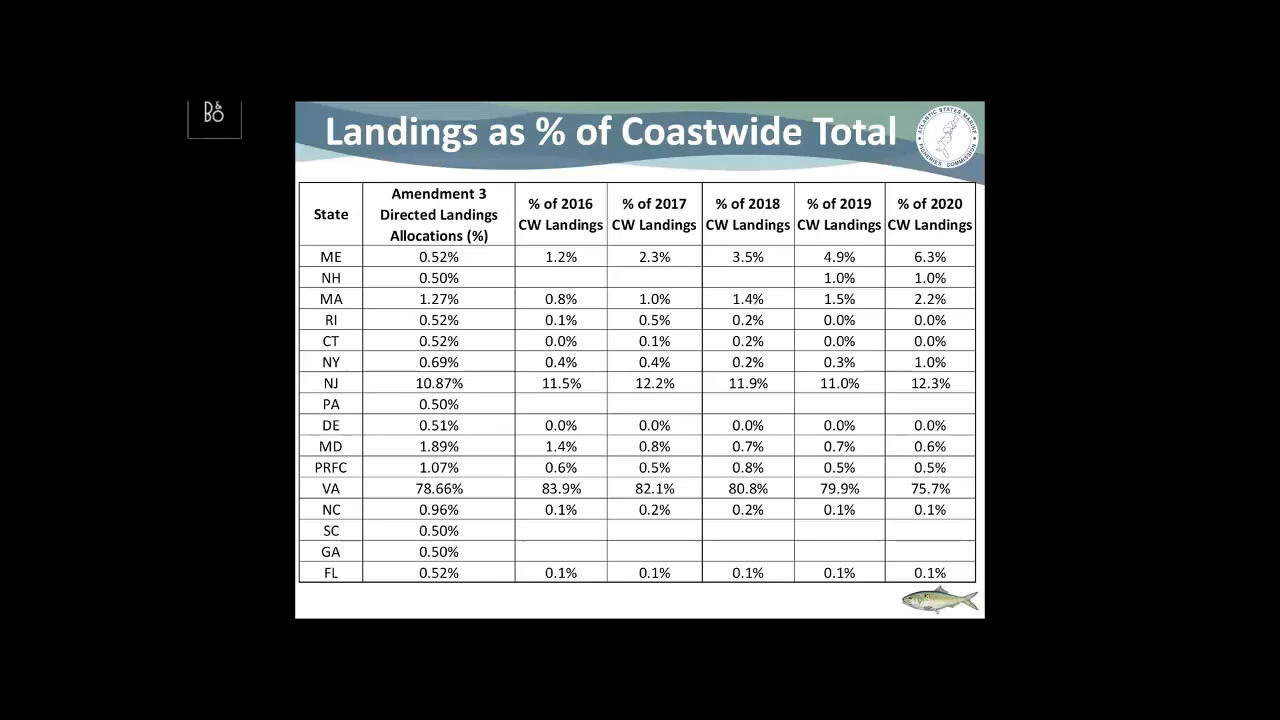 B&O
Landings as % of Coastwide Total
ATLANTIC STATES MARINE
FISHERIES COMMISSION
State
Amendment 3
Directed Landings
Allocations (%)
% of 2016
CW Landings
% of 2017
CW Landings
% of 2018
CW Landings
% of 2019
CW Landings
% of 2020
CW Landings
ME 0.52% 1.2% 2.3% 3.5% 4.9% 6.3%
NH 0.50% 1.0% 1.0%
MA 1.27% 0.8% 1.0% 1.4% 1.5% 2.2%
RI 0.52% 0.1% 0.5% 0.2% 0.0% 0.0%
CT 0.52% 0.0% 0.1% 0.2% 0.0% 0.0%
NY 0.69% 0.4% 0.4% 0.2% 0.3% 1.0%
NJ 10.87% 11.5% 12.2% 11.9% 11.0% 12.3%
PA 0.50%
DE 0.51% 0.0% 0.0% 0.0% 0.0% 0.0%
MD 1.89% 1.4% 0.8% 0.7% 0.7% 0.6%
PRFC 1.07% 0.6% 0.5% 0.8% 0.5% 0.5%
VA 78.66% 83.9% 82.1% 80.8% 79.9% 75.7%
NC 0.96% 0.1% 0.2% 0.2% 0.1% 0.1%
SC 0.50%
GA 0.50%
FL 0.52% 0.1% 0.1% 0.1% 0.1% 0.1%